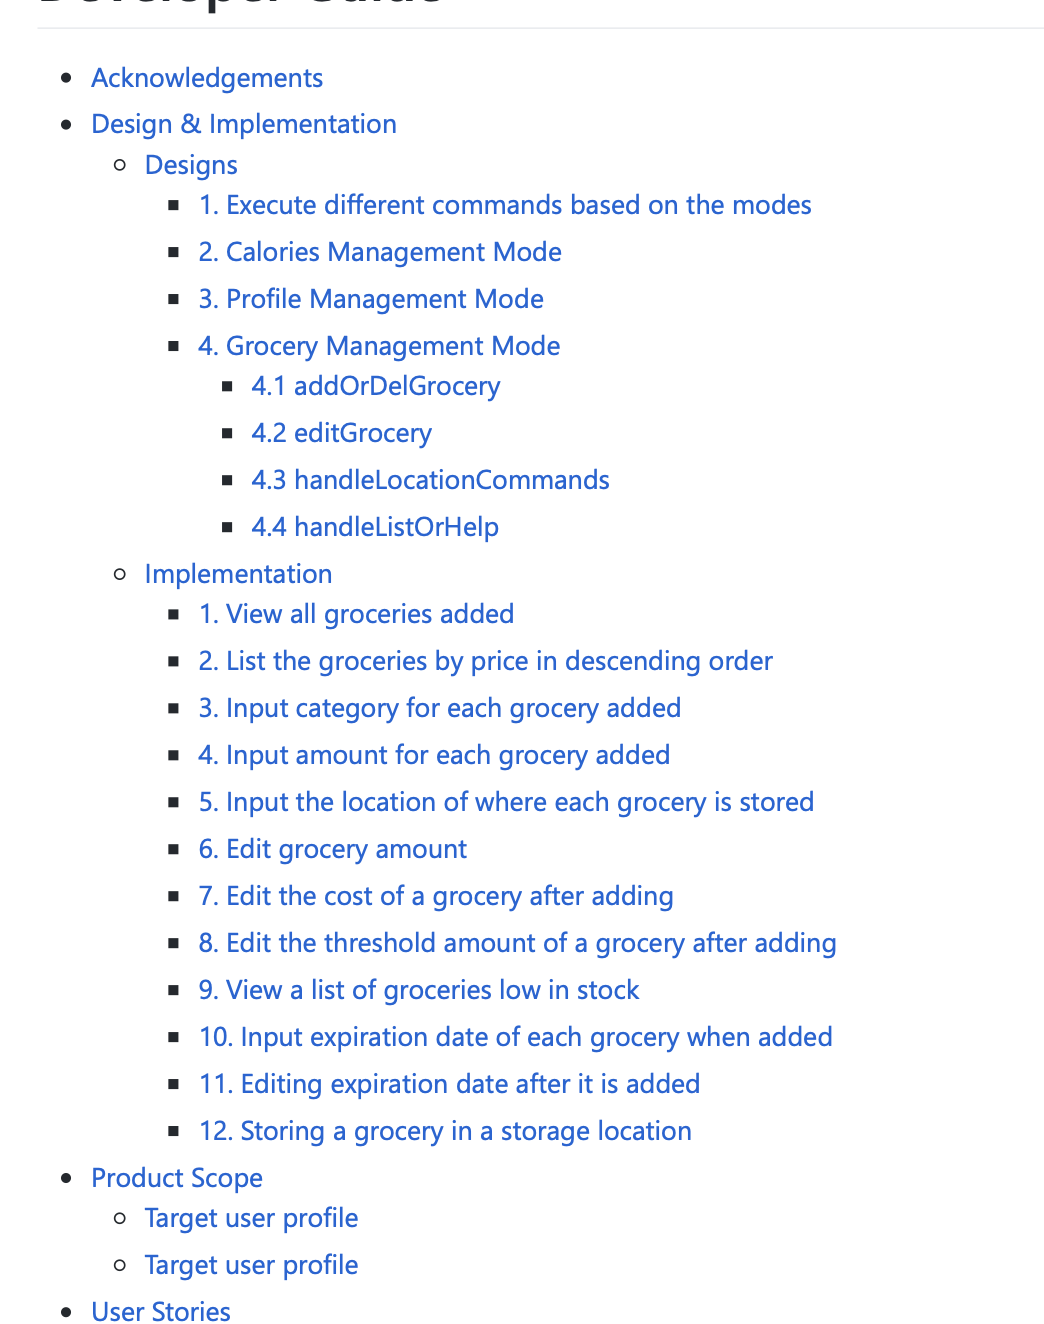 Developer Guide
Acknowledgements
Design & Implementation
Designs
1. Execute different commands based on the modes
2. Calories Management Mode
3. Profile Management Mode
4. Grocery Management Mode
4.1 addOrDelGrocery
4.2 editGrocery
4.3 handleLocationCommands
4.4 handleListOrHelp
Implementation
1. View all groceries added
2. List the groceries by price in descending order
3. Input category for each grocery added
4. Input amount for each grocery added
5. Input the location of where each grocery is stored
6. Edit grocery amount
7. Edit the cost of a grocery after adding
8. Edit the threshold amount of a grocery after adding
9. View a list of groceries low in stock
10. Input expiration date of each grocery when added
11. Editing expiration date after it is added
12. Storing a grocery in a storage location
Product Scope
Target user profile
Target user profile
User Stories